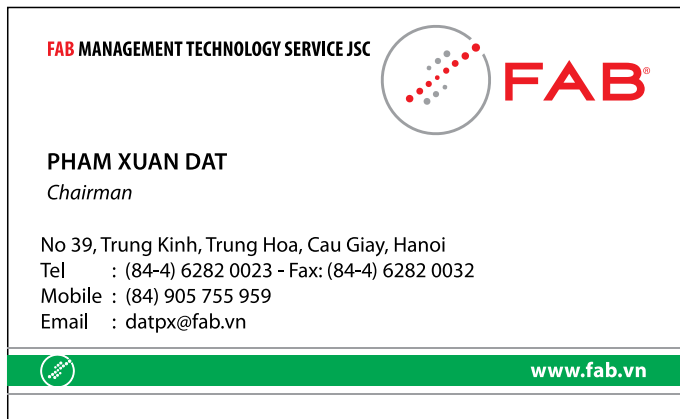 FAB MANAGEMENT TECHNOLOGY SERVICE JSC
FAB®
PHAM XUAN DAT
Chairman
No 39, Trung Kinh, Trung Hoa, Cau Giay, Hanoi
Tel : (84-4) 6282 0023 - Fax: (84-4) 6282 0032
Mobile : (84) 905 755 959
Email : datpx@fab.vn
www.fab.vn